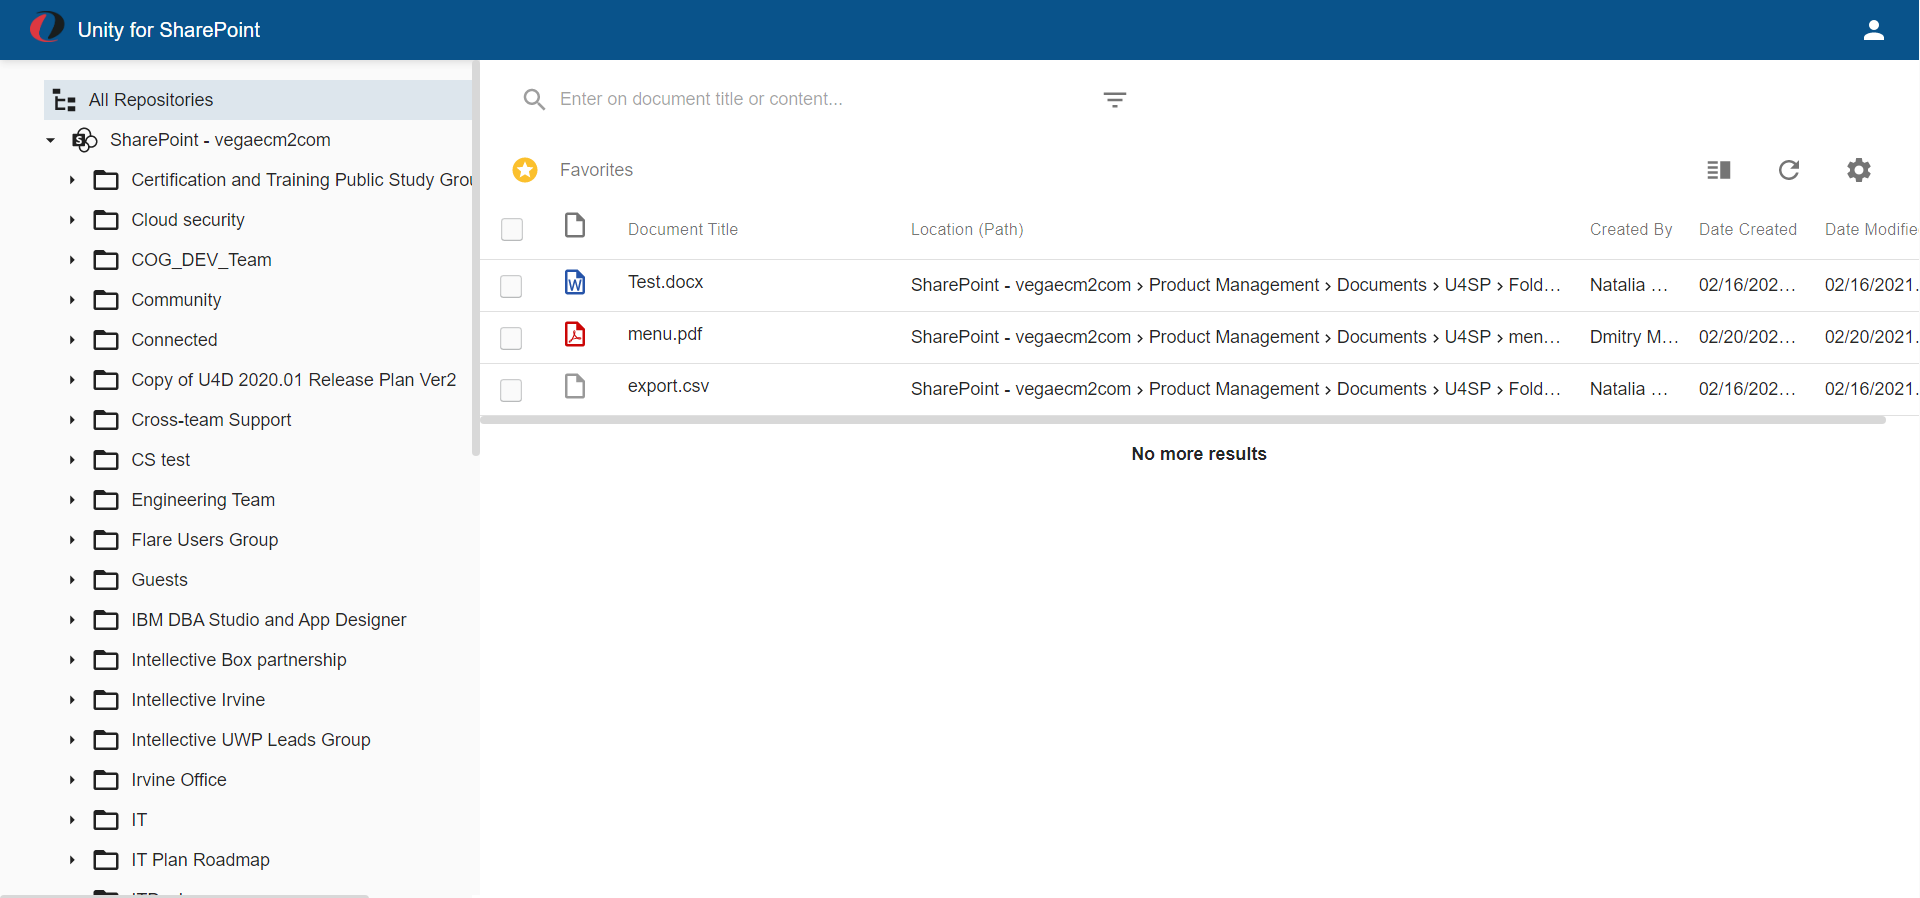 Unity for SharePoint
All Repositories
SharePoint - vegaecm2com
Certification and Training Public Study Grou
Cloud security
COG_DEV_Team
Community
Connected
Copy of U4D 2020.01 Release Plan Ver2
Cross-team Support
CS test
Engineering Team
Flare Users Group
Guests
IBM DBA Studio and App Designer
Intellective Box partnership
Intellective Irvine
Intellective UWP Leads Group
Irvine Office
IT
IT Plan Roadmap
Enter on document title or content...
Favorites
Document Title Location (Path) Created By Date Created Date Modifie
Test.docx SharePoint - vegaecm2com › Product Management › Documents › U4SP › Fold... Natalia ... 02/16/202... 02/16/2021.
menu.pdf SharePoint - vegaecm2com › Product Management › Documents › U4SP › men... Dmitry M... 02/20/202... 02/20/2021.
export.csv SharePoint - vegaecm2com › Product Management › Documents › U4SP › Fold... Natalia ... 02/16/202... 02/16/2021.
No more results